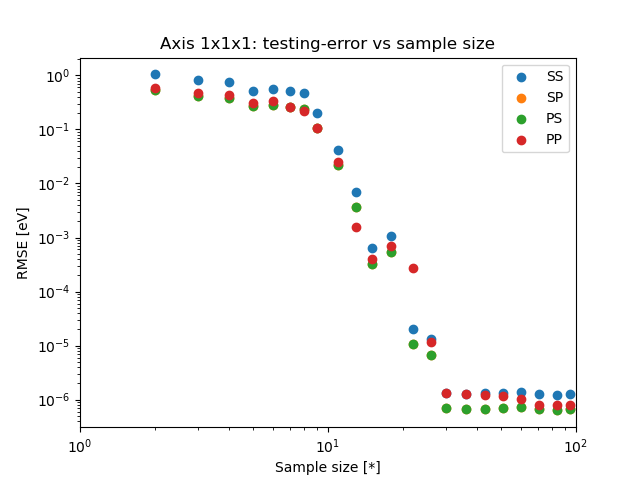 Axis 1x1x1: testing-error vs sample size
SS
SP
PS
PP
RMSE [eV]
10⁰
10⁻¹
10⁻²
10⁻³
10⁻⁴
10⁻⁵
10⁻⁶
10⁰
10¹
10²
Sample size [*]